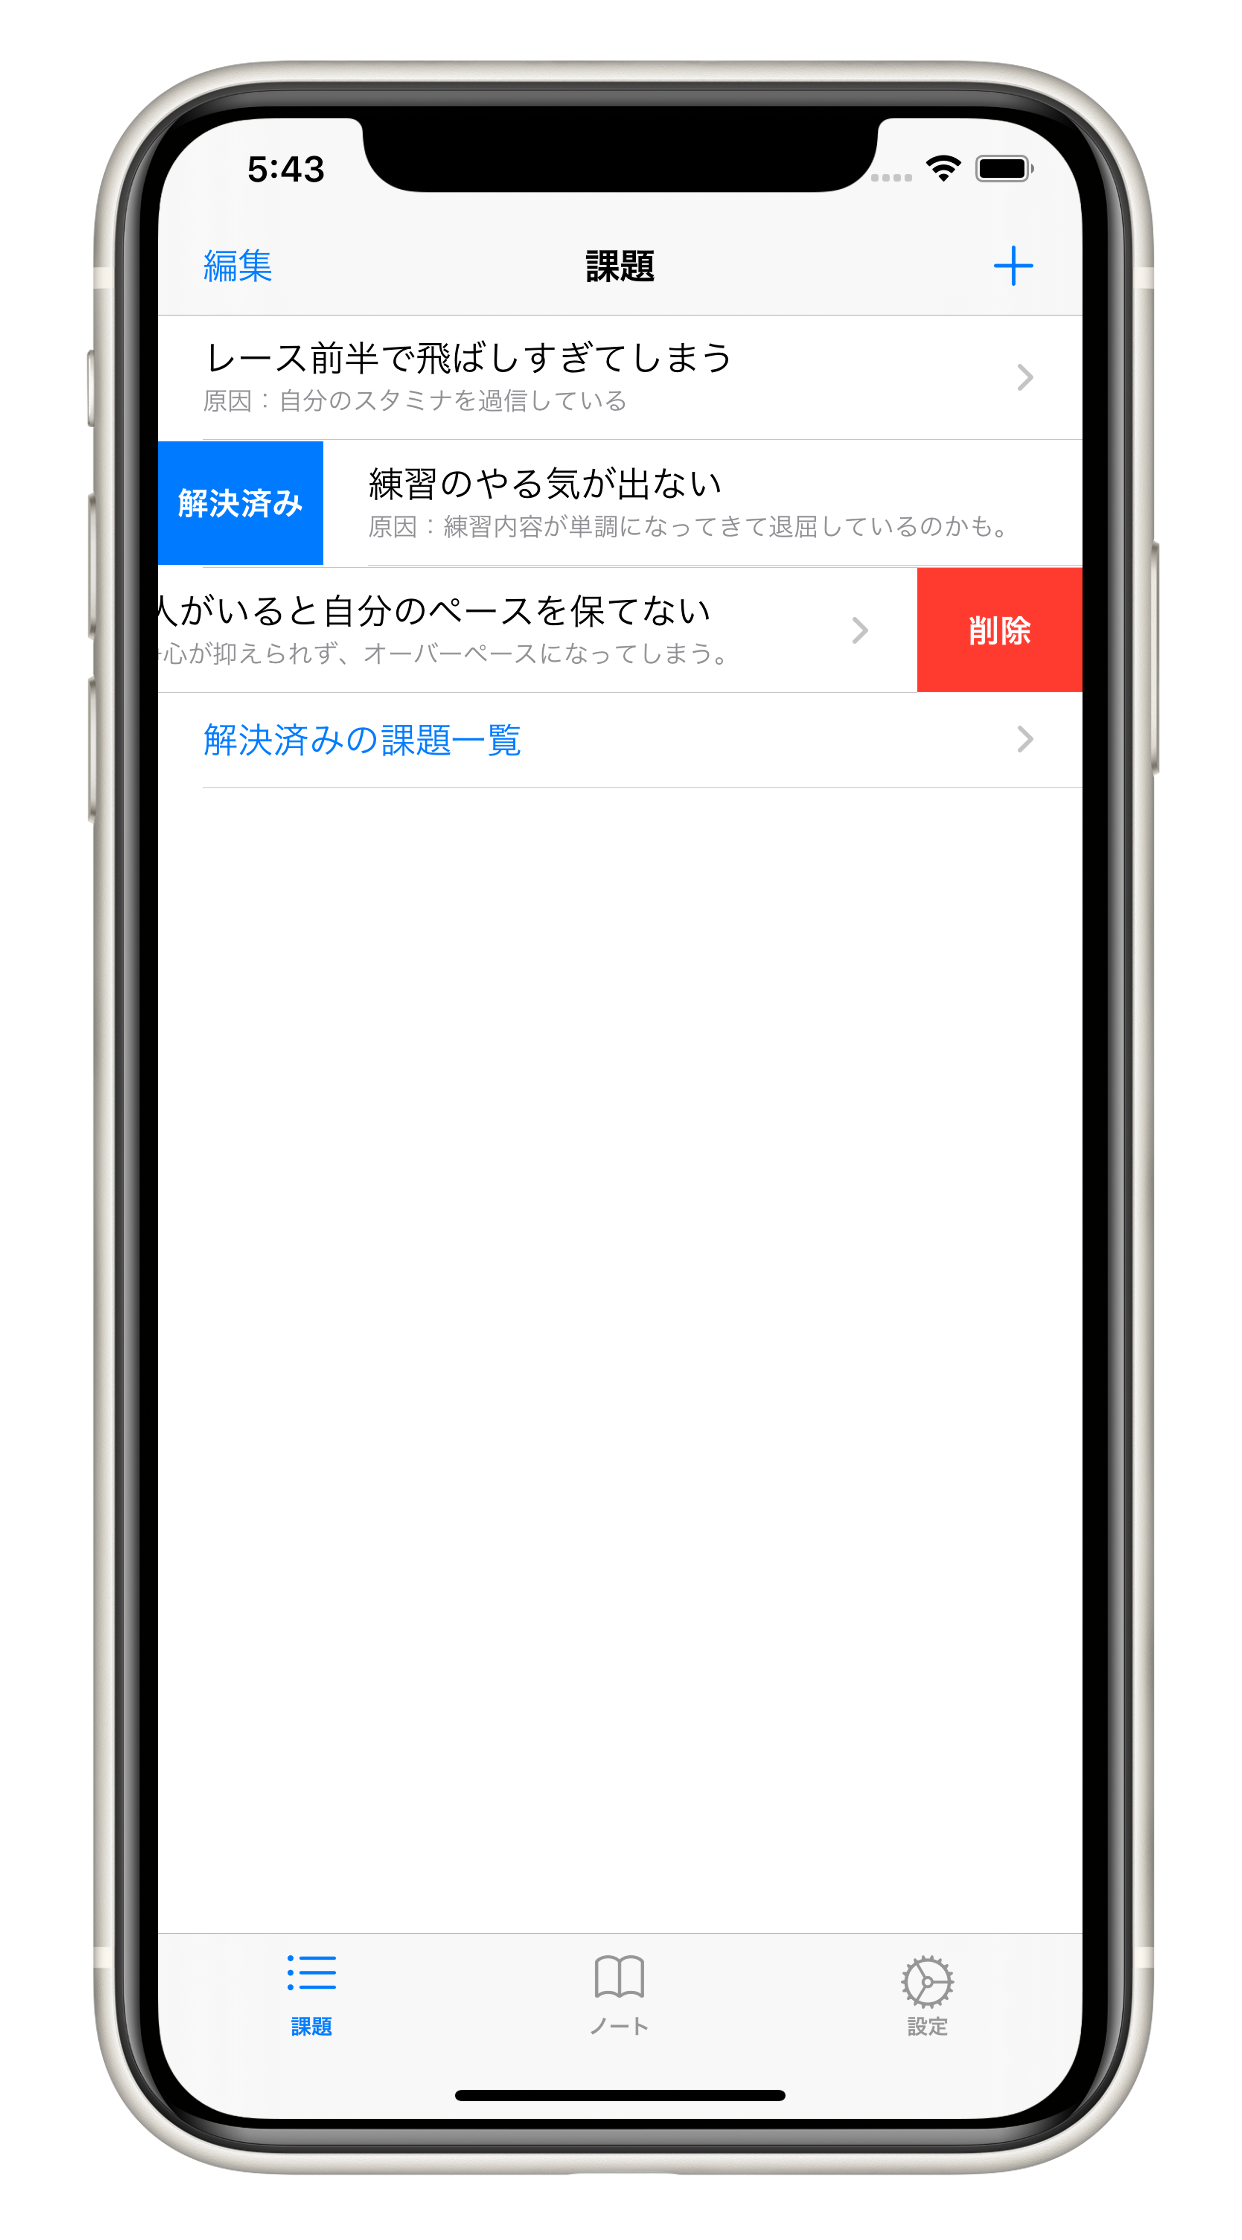 5:43
編集 課題
レース前半で飛ばしすぎてしまう
原因：自分のスタミナを過信している
解決済み
練習のやる気が出ない
原因：練習内容が単調になってきて退屈しているのかも。
人がいると自分のペースを保てない
心が抑えられず、オーバーペースになってしまう。
削除
解決済みの課題一覧
課題 ノート 設定